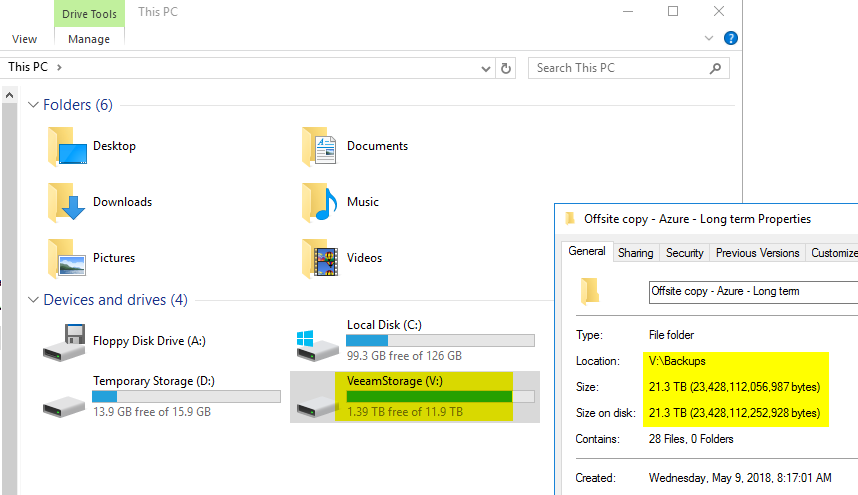 Drive Tools
This PC
View
Manage
This PC
Search This PC
Folders (6)
Desktop
Documents
Downloads
Music
Pictures
Videos
Devices and drives (4)
Floppy Disk Drive (A:)
Local Disk (C:)
99.3 GB free of 126 GB
Temporary Storage (D:)
13.9 GB free of 15.9 GB
VeeamStorage (V:)
1.39 TB free of 11.9 TB
Offsite copy - Azure - Long term Properties
General Sharing Security Previous Versions Customize
Offsite copy - Azure - Long term
Type: File folder
Location: V:\Backups
Size: 21.3 TB (23,428,112,056,987 bytes)
Size on disk: 21.3 TB (23,428,112,252,928 bytes)
Contains: 28 Files, 0 Folders
Created: Wednesday, May 9, 2018, 8:17:01 AM